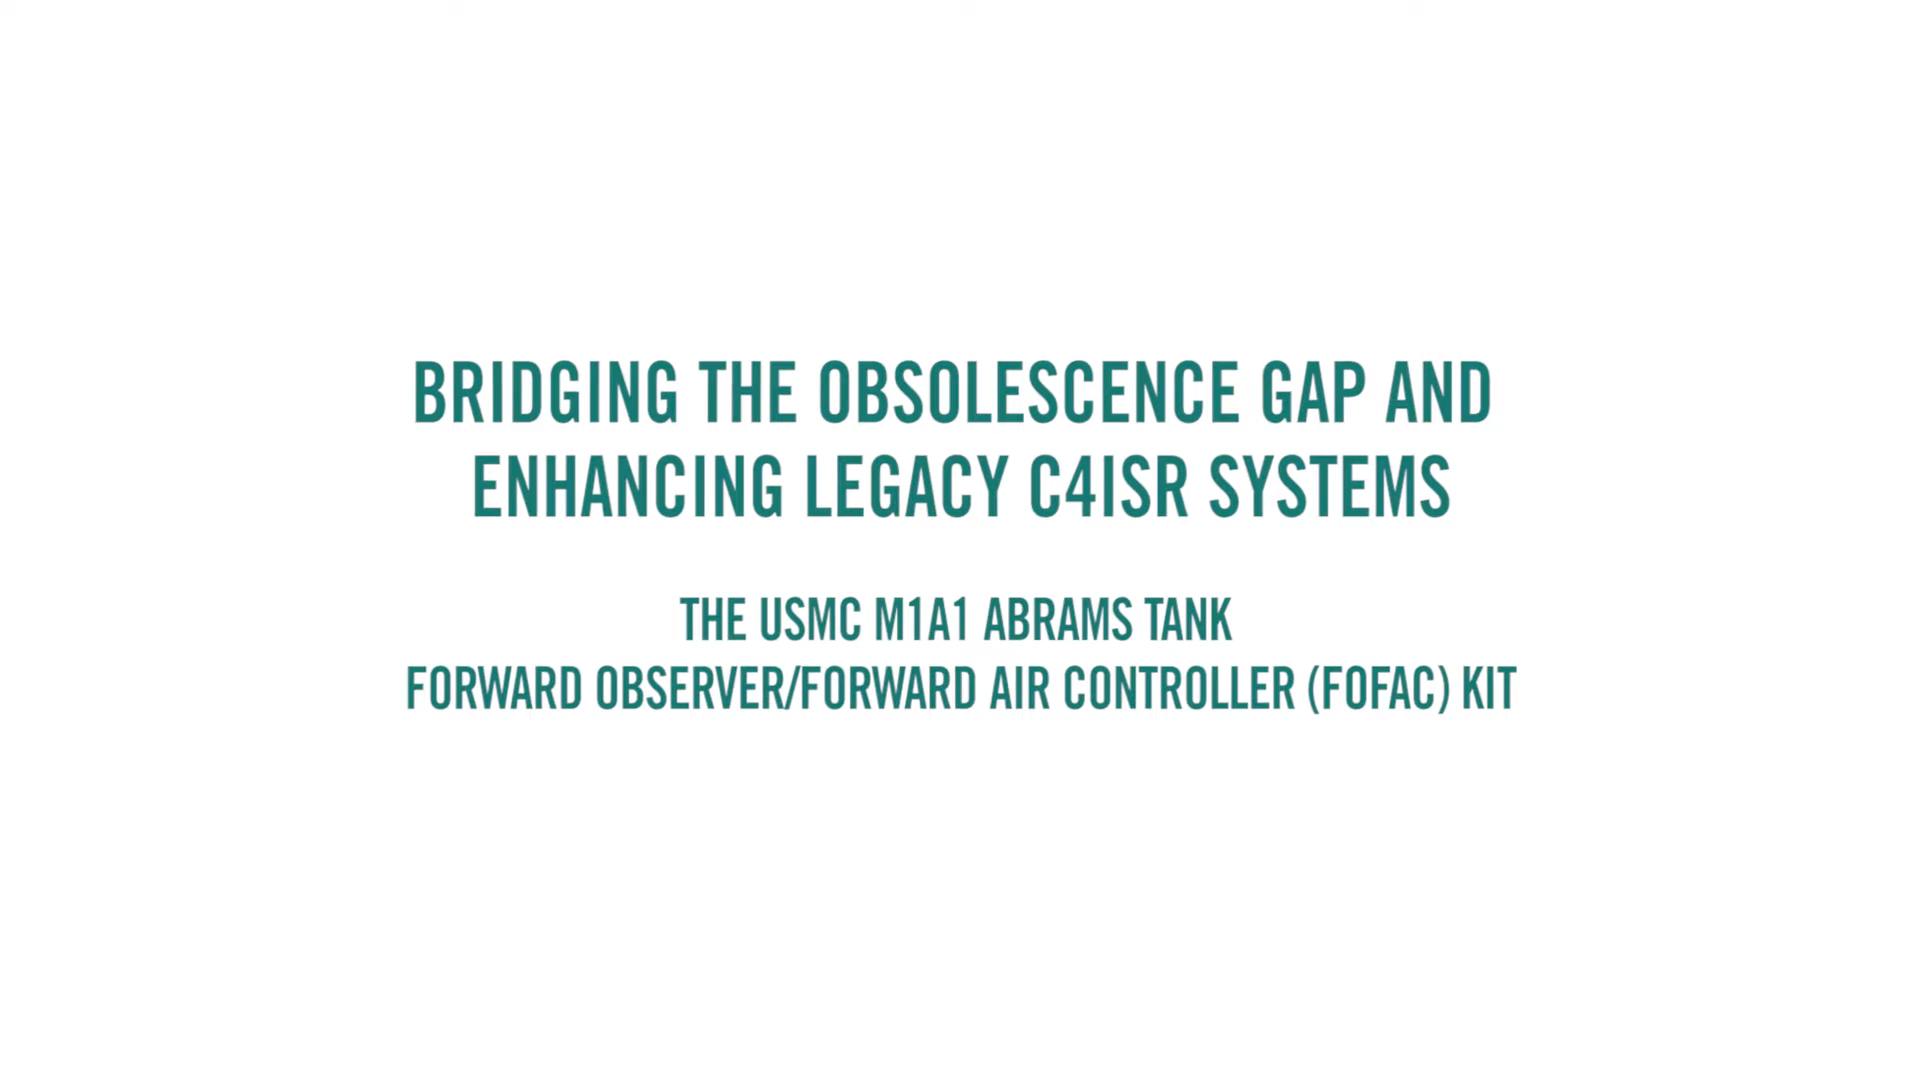 BRIDGING THE OBSOLESCENCE GAP AND
ENHANCING LEGACY C4ISR SYSTEMS
THE USMC M1A1 ABRAMS TANK
FORWARD OBSERVER/FORWARD AIR CONTROLLER (FOFAC) KIT